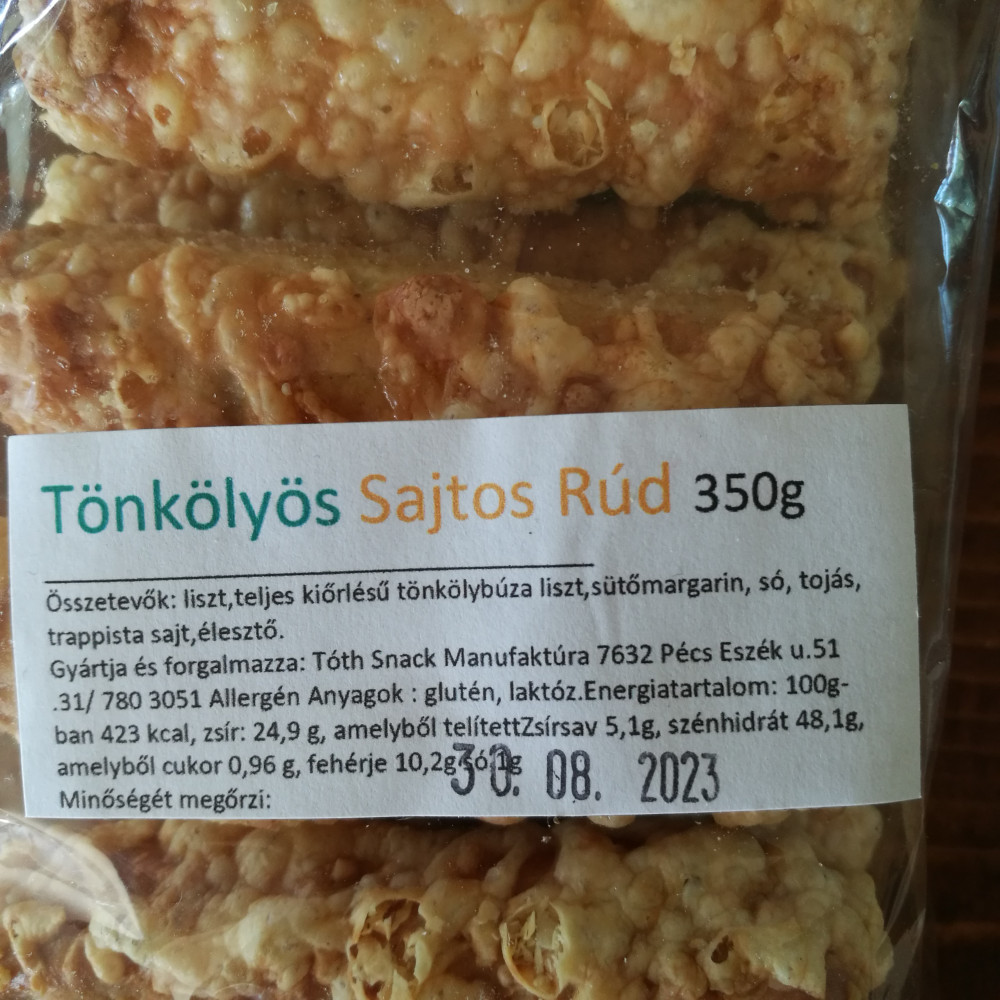 Tönkölyös Sajtos Rúd 350g
Összetevők: liszt,teljes kiőrlésű tönkölybúza liszt,sütőmargarin, só, tojás,
trappista sajt,élesztő.
Gyártja és forgalmazza: Tóth Snack Manufaktúra 7632 Pécs Eszék u.51
.31/ 780 3051 Allergén Anyagok : glutén, laktóz.Energiatartalom: 100g-
ban 423 kcal, zsír: 24,9 g, amelyből telítettZsírsav 5,1g, szénhidrát 48,1g,
amelyből cukor 0,96 g, fehérje 10,2g só,1g
30. 08. 2023
Minőségét megőrzi: